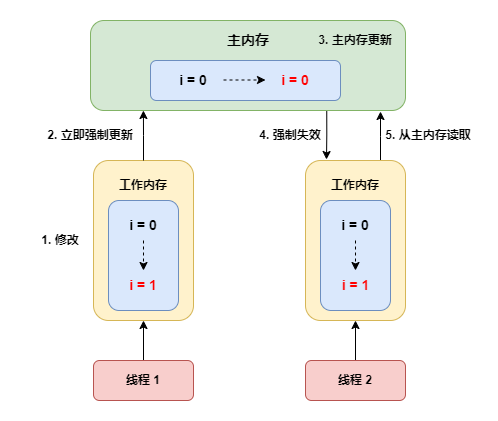 主内存
3. 主内存更新
i = 0
i = 0
2. 立即强制更新
4. 强制失效
5. 从主内存读取
工作内存
工作内存
i = 0
i = 0
1. 修改
i = 1
i = 1
线程 1
线程 2